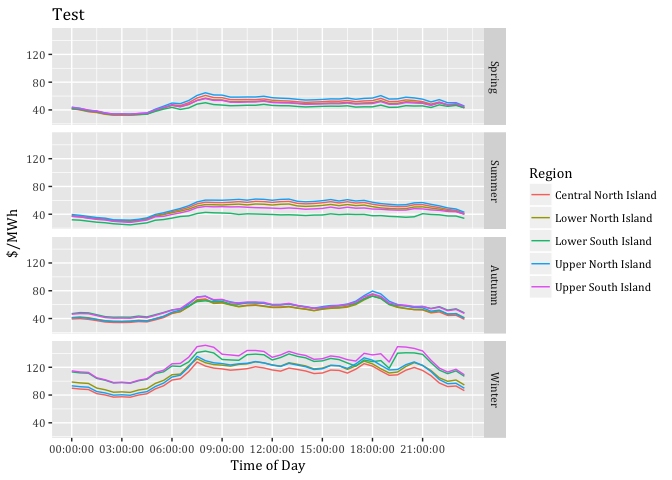 Test
120
80
40
Spring
120
80
40
Summer
$/MWh
120
80
40
Autumn
120
80
40
Winter
00:00:00 03:00:00 06:00:00 09:00:00 12:00:00 15:00:00 18:00:00 21:00:00
Time of Day
Region
Central North Island
Lower North Island
Lower South Island
Upper North Island
Upper South Island